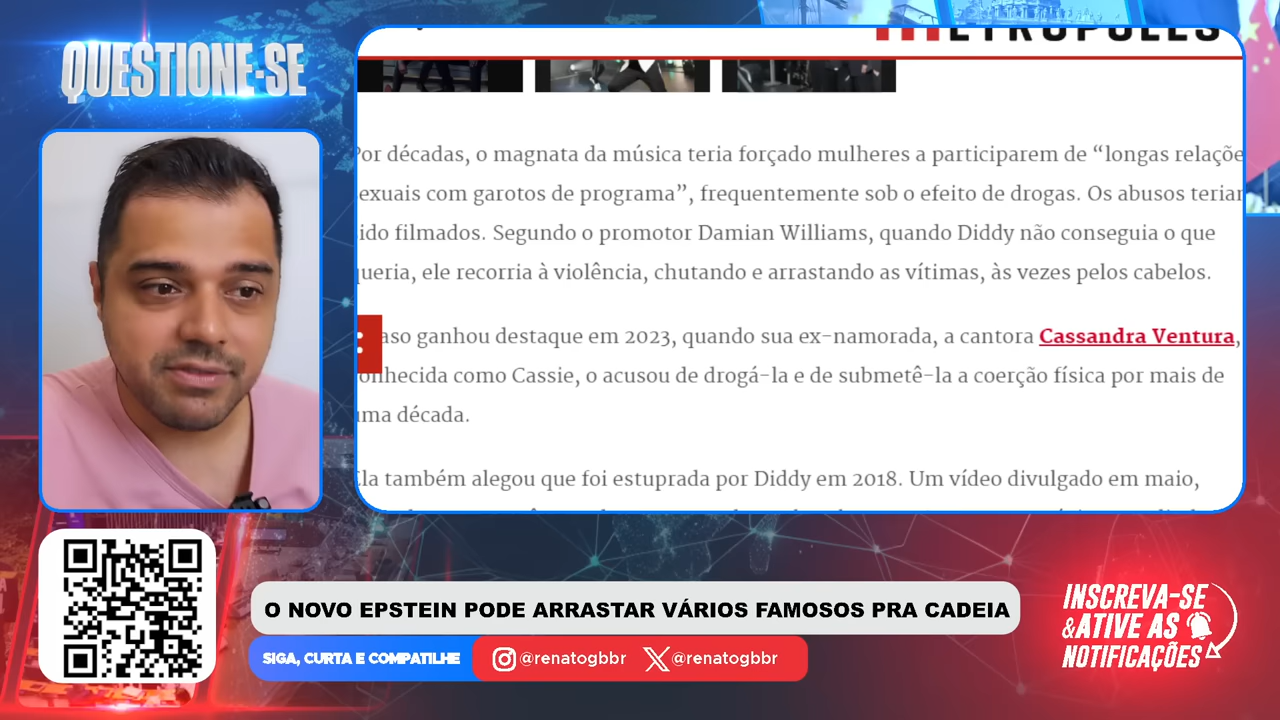 QUESTIONE-SE
METRÓPOLES
Por décadas, o magnata da música teria forçado mulheres a participarem de “longas relaçõe
exuais com garotos de programa”, frequentemente sob o efeito de drogas. Os abusos teriam
ido filmados. Segundo o promotor Damian Williams, quando Diddy não conseguia o que
queria, ele recorria à violência, chutando e arrastando as vítimas, às vezes pelos cabelos.
aso ganhou destaque em 2023, quando sua ex-namorada, a cantora Cassandra Ventura,
onhecida como Cassie, o acusou de drogá-la e de submetê-la a coerção física por mais de
uma década.
Ela também alegou que foi estuprada por Diddy em 2018. Um vídeo divulgado em maio,
O NOVO EPSTEIN PODE ARRASTAR VÁRIOS FAMOSOS PRA CADEIA
SIGA, CURTA E COMPATILHE
@renatogbbr
@renatogbbr
INSCREVA-SE
&ATIVE AS
NOTIFICAÇÕES